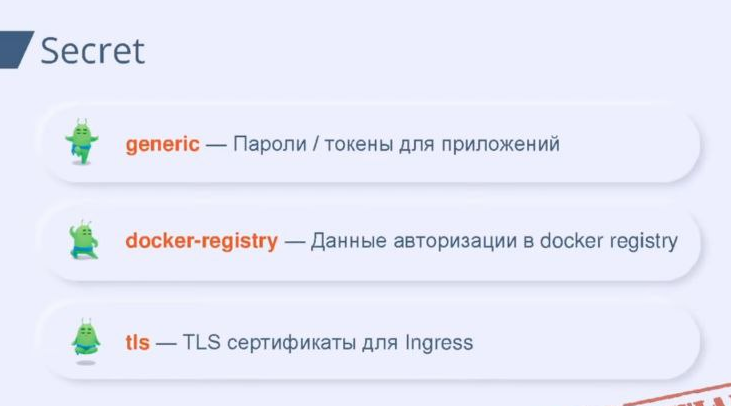 Secret
generic — Пароли / токены для приложений
docker-registry — Данные авторизации в docker registry
tls — TLS сертификаты для Ingress